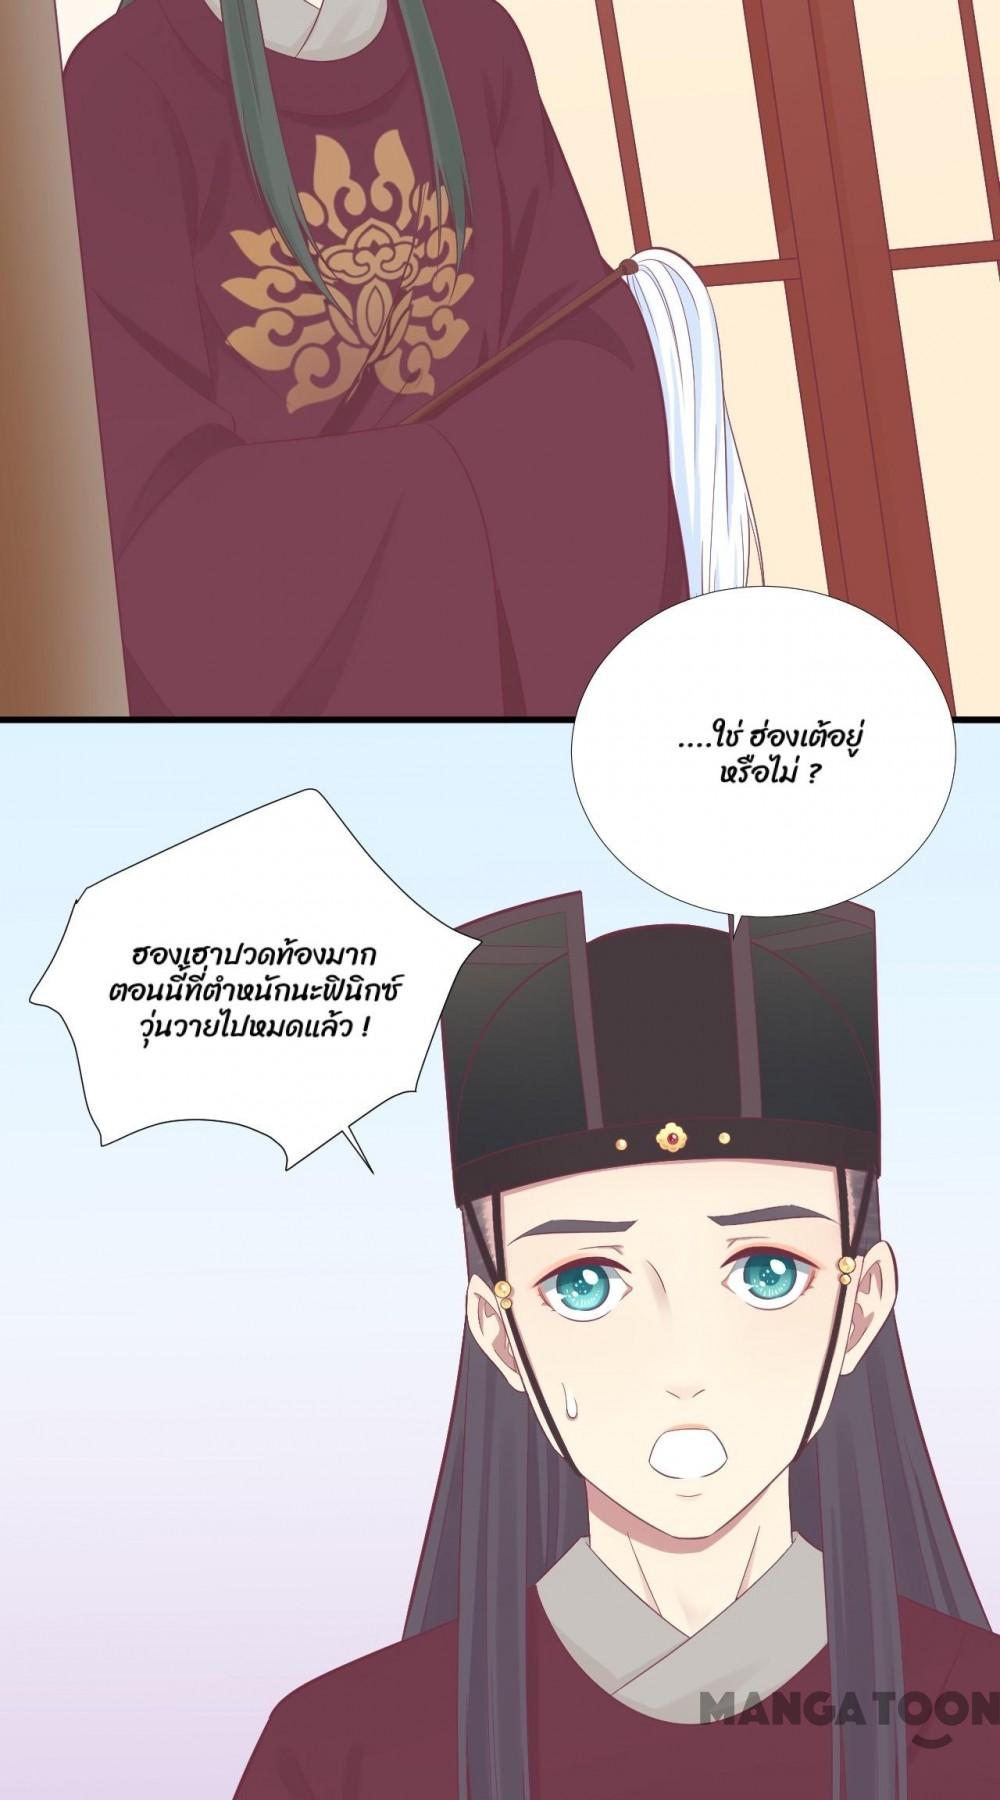 ....ใช่ ฮ่องเต้อยู่
หรือไม่ ?
ฮองเฮาปวดท้องมาก
ตอนนี้ที่ตำหนักนะฟินิกซ์
วุ่นวายไปหมดแล้ว !
MANGATOON